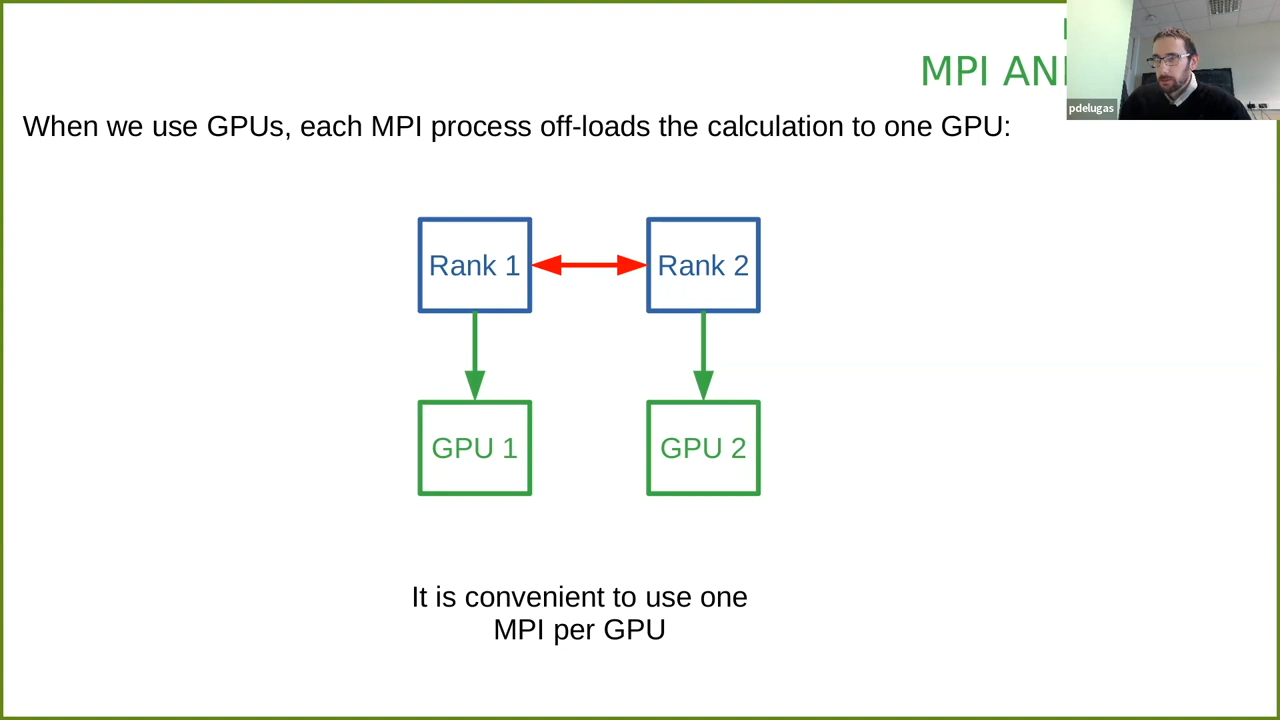 MPI AN
pdelugas
When we use GPUs, each MPI process off-loads the calculation to one GPU:
Rank 1
Rank 2
GPU 1
GPU 2
It is convenient to use one
MPI per GPU